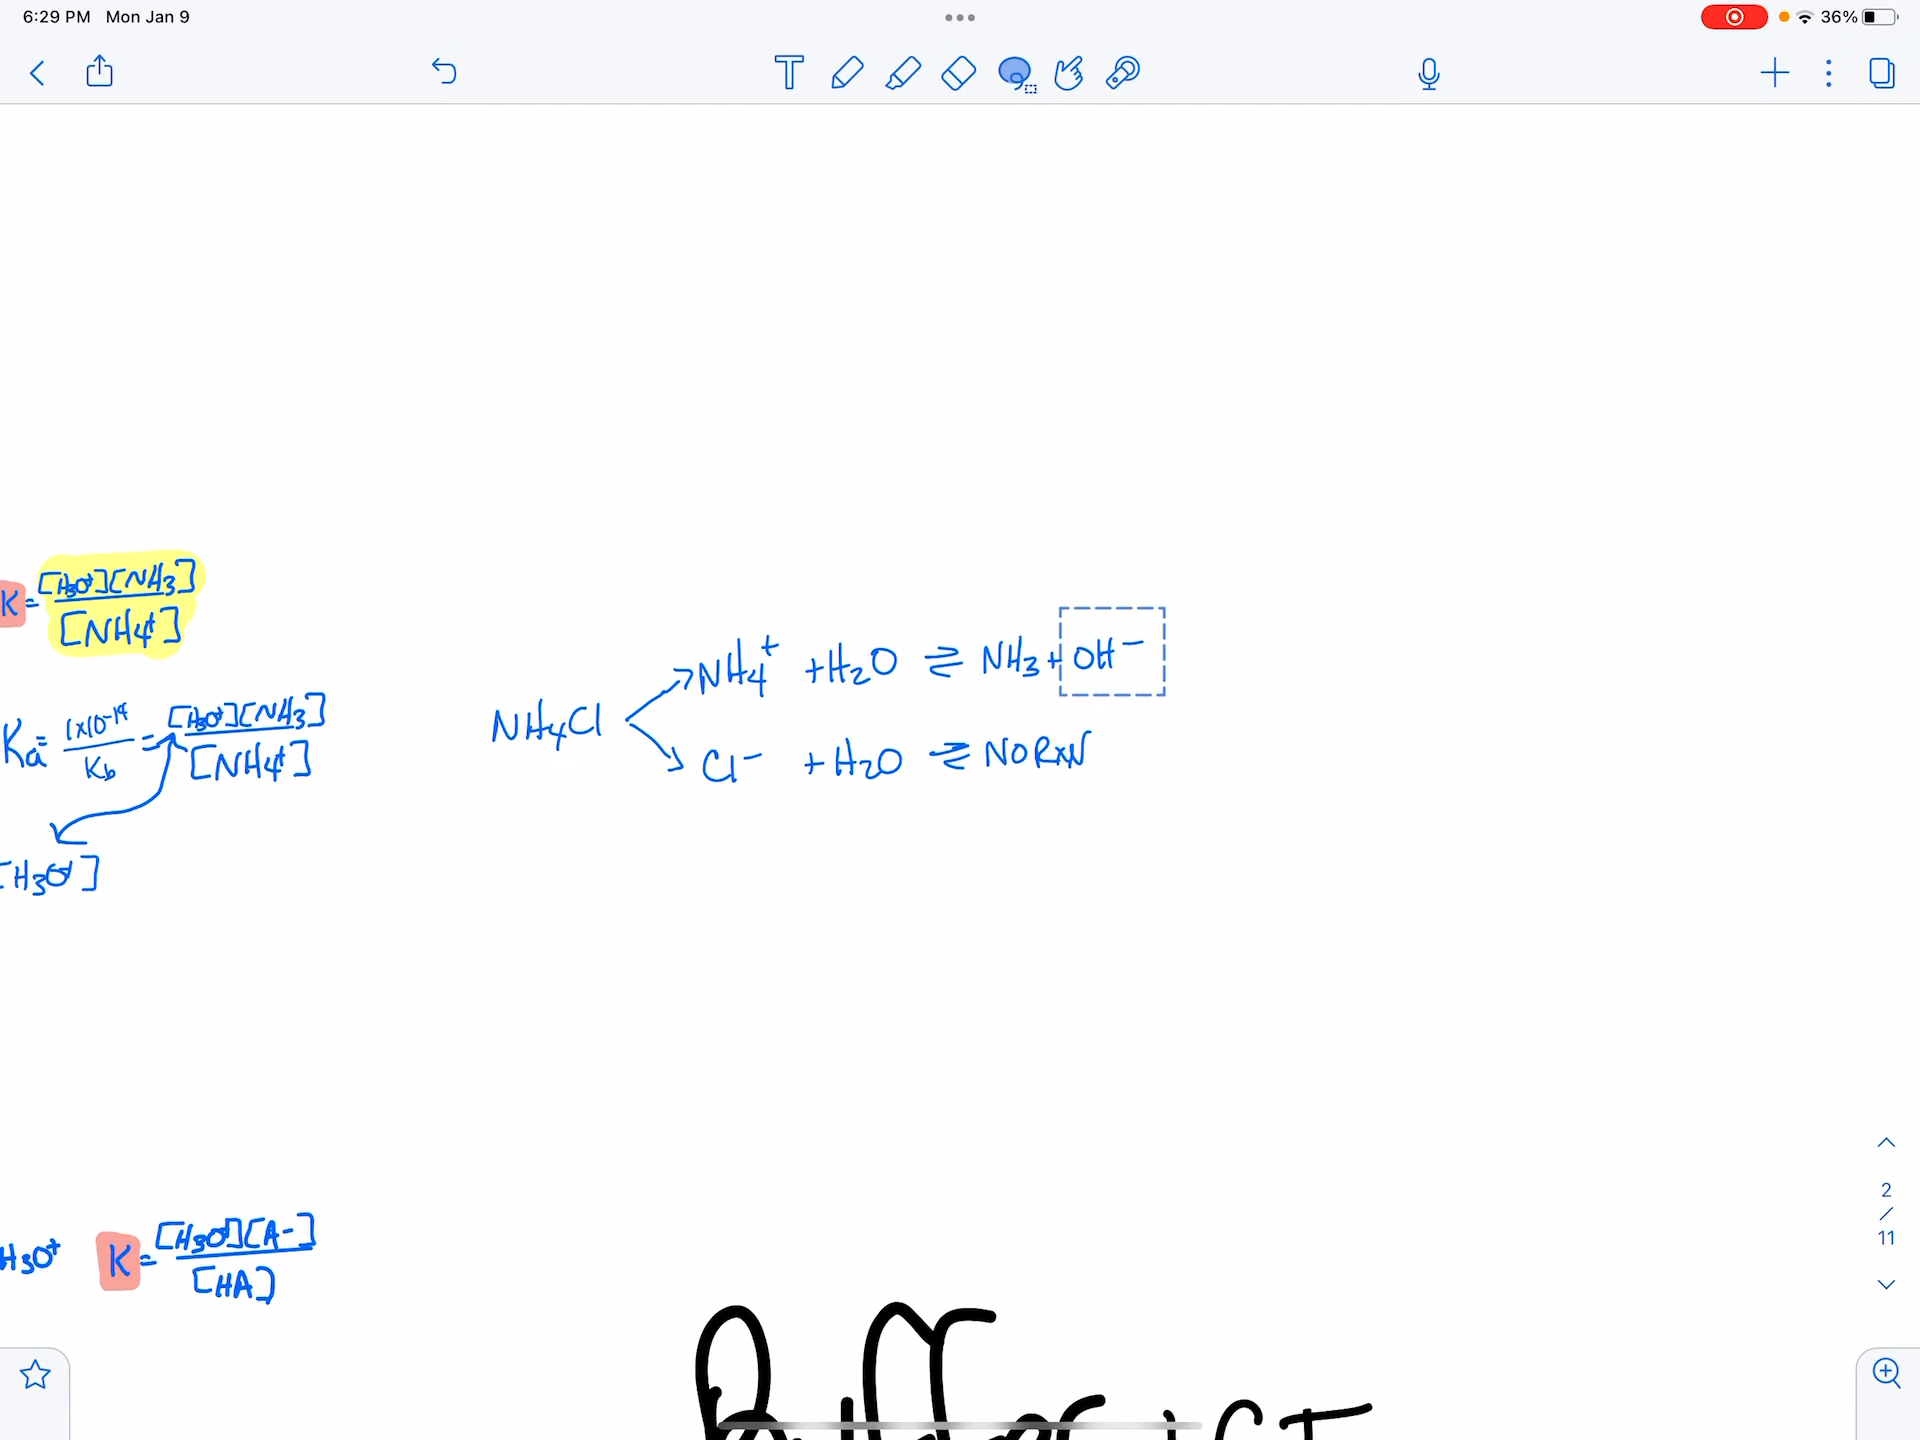 6:29 PM Mon Jan 9
36%
T
K = [H3O+][NH3]
[NH4+]
NH4+ + H2O ⇌ NH3 + OH−
NH4Cl
Cl− + H2O ⇌ NO RxN
Ka = 1x10-14 = [H3O+][NH3]
Kb [NH4+]
[H3O+]
2
/
11
H3O+ K = [H3O+][A-]
[HA]